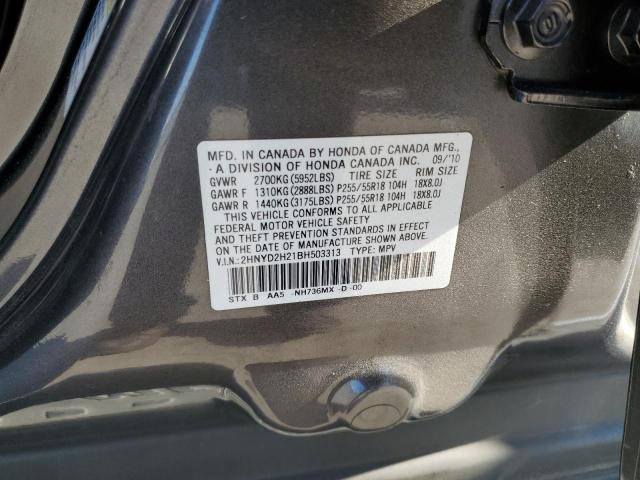 MFD. IN CANADA BY HONDA OF CANADA MFG.,
A DIVISION OF HONDA CANADA INC. 09/'10
GVWR 2700KG(5952LBS) TIRE SIZE RIM SIZE
GAWR F 1310KG(2888LBS) P255/55R18 104H 18X8.0J
GAWR R 1440KG(3175LBS) P255/55R18 104H 18X8.0J
THIS VEHICLE CONFORMS TO ALL APPLICABLE
FEDERAL MOTOR VEHICLE SAFETY
AND THEFT PREVENTION STANDARDS IN EFFECT
ON THE DATE OF MANUFACTURE SHOWN ABOVE.
V.I.N.:2HNYD2H21BH503313 TYPE: MPV
STX B AA5 -NH736MX -D -00